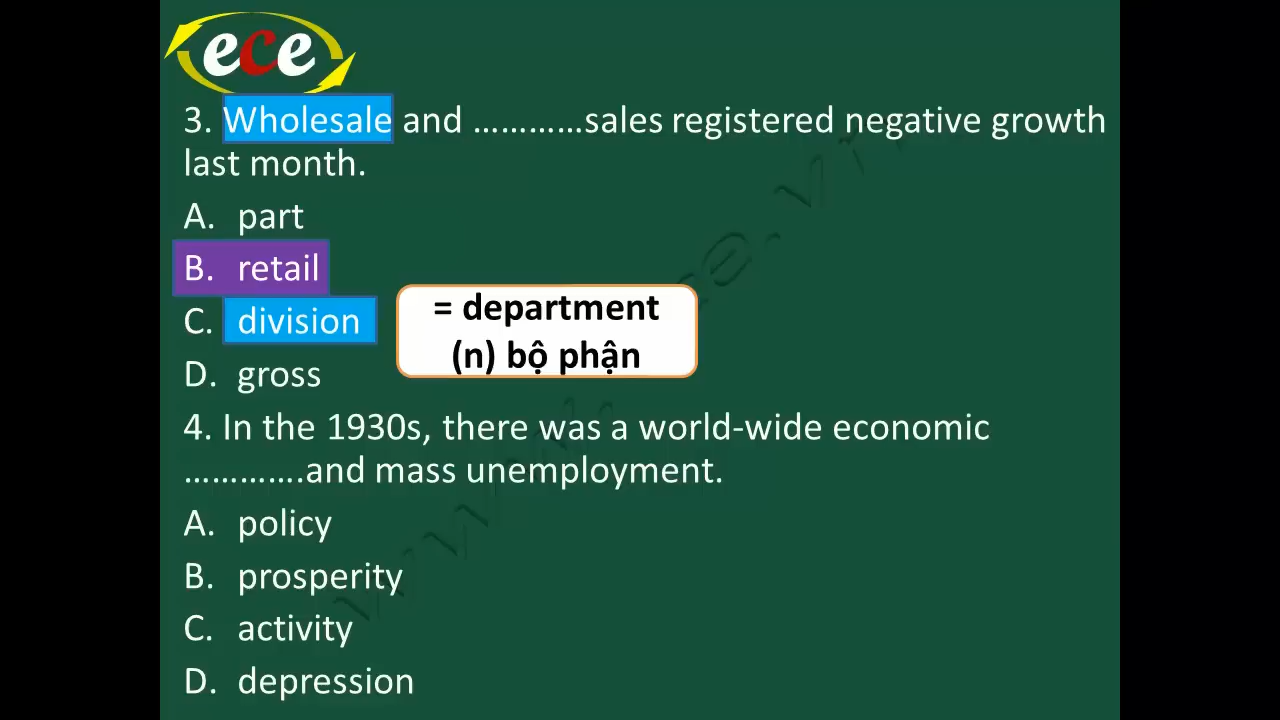 ece
3. Wholesale and .............sales registered negative growth
last month.
A. part
B. retail
C. division
= department
(n) bộ phận
D. gross
4. In the 1930s, there was a world-wide economic
..............and mass unemployment.
A. policy
B. prosperity
C. activity
D. depression